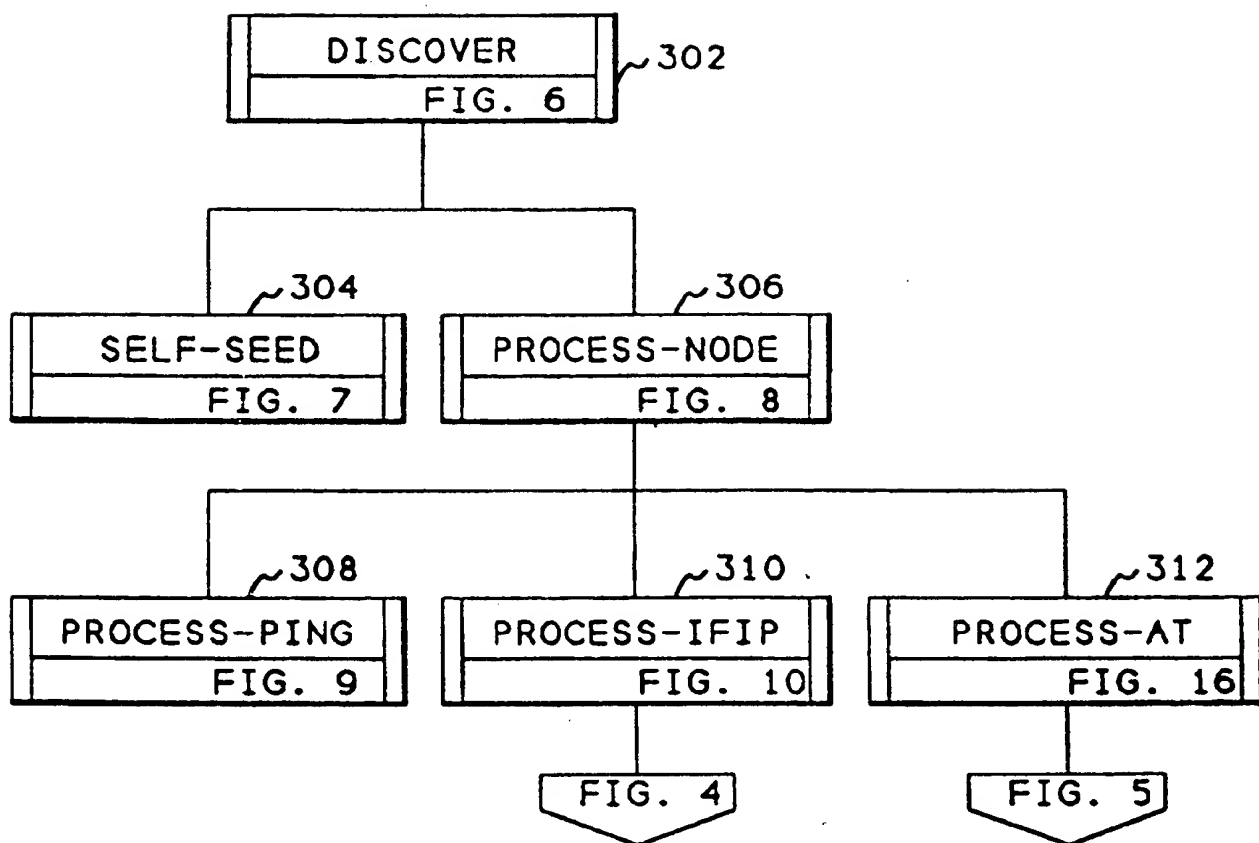 DISCOVER
FIG. 6
302
304
306
SELF-SEED
FIG. 7
PROCESS-NODE
FIG. 8
308
310
312
PROCESS-PING
FIG. 9
PROCESS-IFIP
FIG. 10
PROCESS-AT
FIG. 16
FIG. 4
FIG. 5